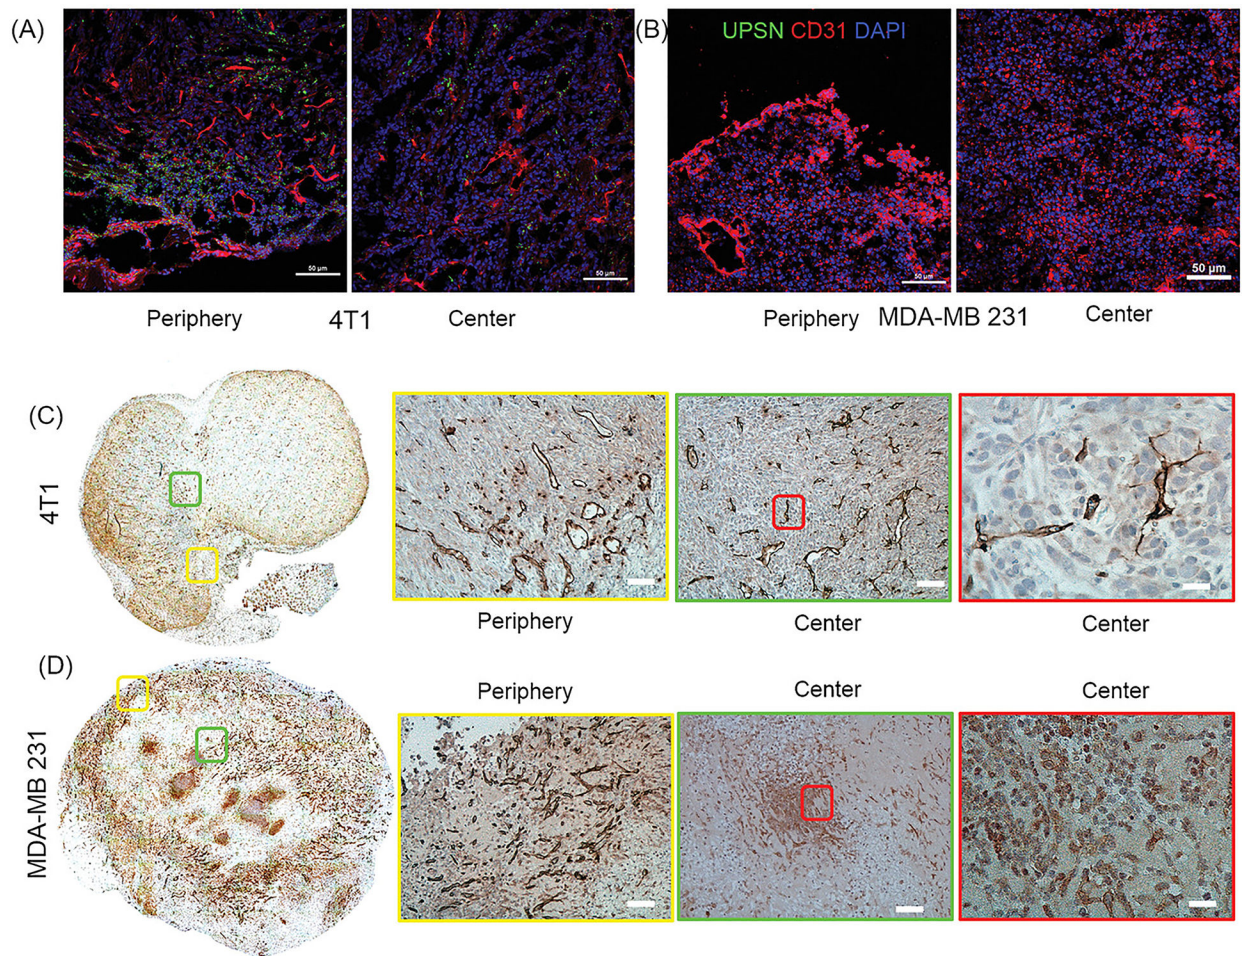 (A)
(B)
UPSN CD31 DAPI
50 µm
50 µm
50 µm
50 µm
Periphery
4T1
Center
Periphery
MDA-MB 231
Center
(C)
4T1
Periphery
Center
Center
(D)
MDA-MB 231
Periphery
Center
Center